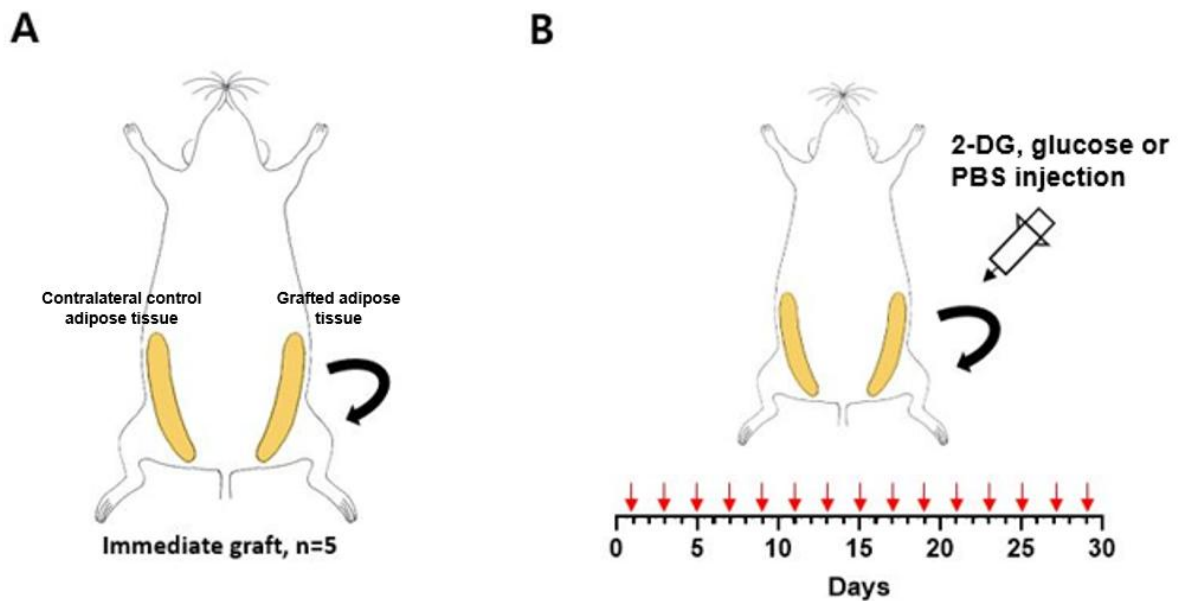 A
B
2-DG, glucose or
PBS injection
Contralateral control
adipose tissue
Grafted adipose
tissue
Immediate graft, n=5
0 5 10 15 20 25 30
Days